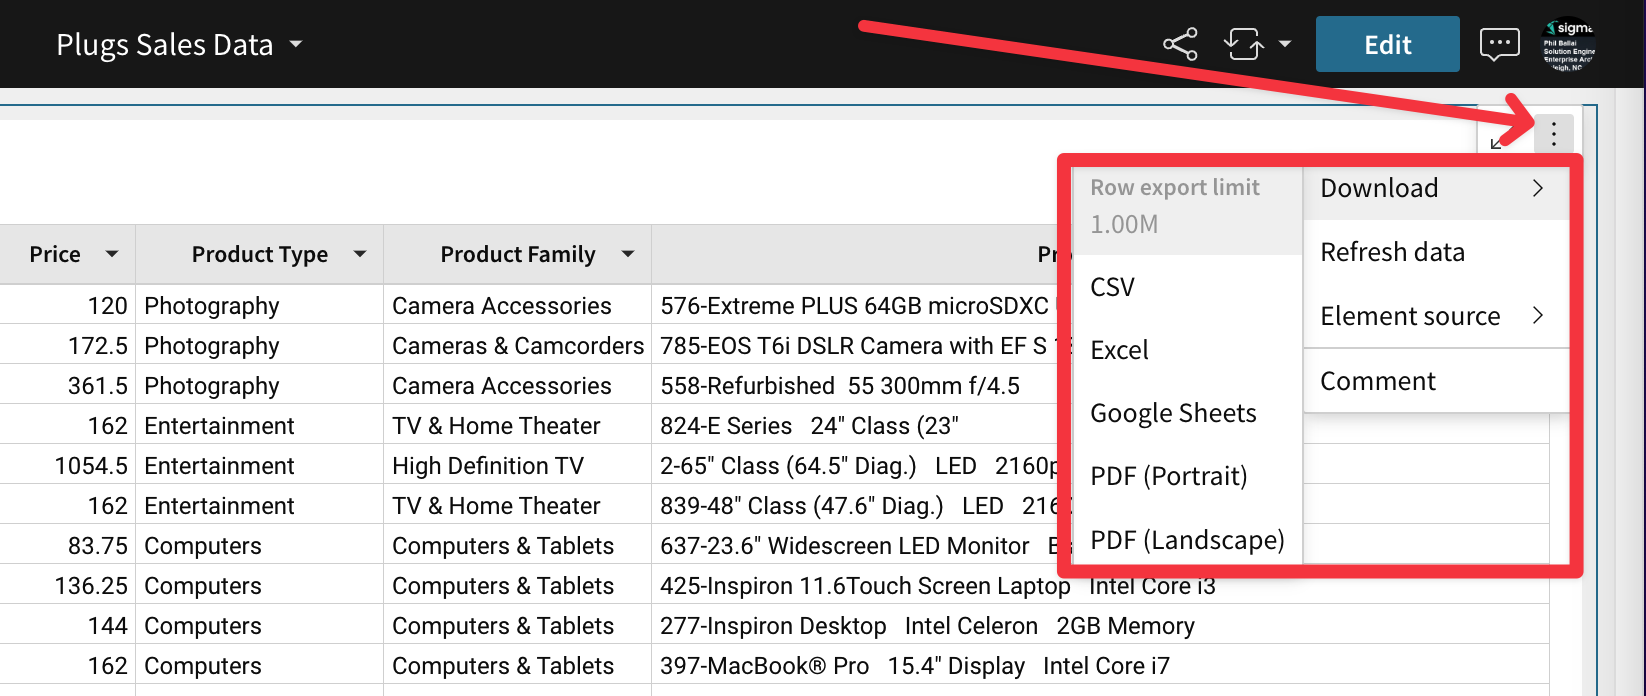 Plugs Sales Data
Edit
sigma
Phil Ballai
Solution Engine
Enterprise Arc
leigh, NC
Row export limit
1.00M
CSV
Excel
Google Sheets
PDF (Portrait)
PDF (Landscape)
Download
Refresh data
Element source
Comment
Price Product Type Product Family Pr
120 Photography Camera Accessories 576-Extreme PLUS 64GB microSDXC
172.5 Photography Cameras & Camcorders 785-EOS T6i DSLR Camera with EF S
361.5 Photography Camera Accessories 558-Refurbished 55 300mm f/4.5
162 Entertainment TV & Home Theater 824-E Series 24" Class (23"
1054.5 Entertainment High Definition TV 2-65" Class (64.5" Diag.) LED 2160p
162 Entertainment TV & Home Theater 839-48" Class (47.6" Diag.) LED 216
83.75 Computers Computers & Tablets 637-23.6" Widescreen LED Monitor
136.25 Computers Computers & Tablets 425-Inspiron 11.6Touch Screen Laptop Intel Core i3
144 Computers Computers & Tablets 277-Inspiron Desktop Intel Celeron 2GB Memory
162 Computers Computers & Tablets 397-MacBook® Pro 15.4" Display Intel Core i7